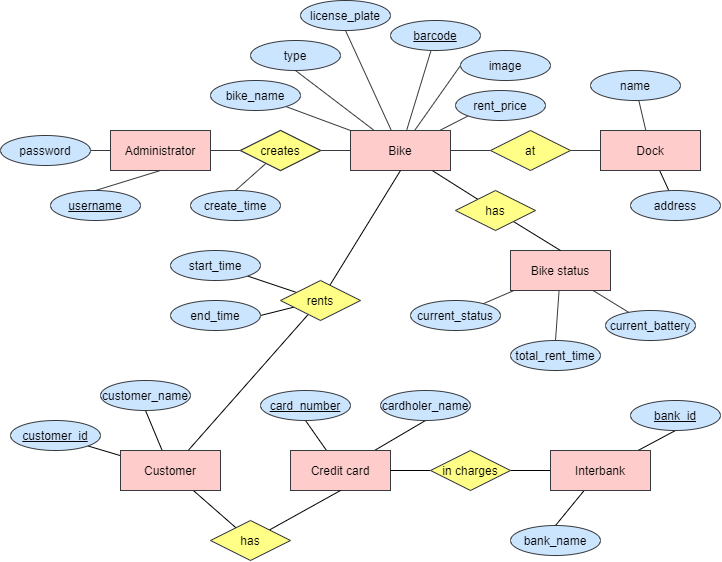 license_plate
barcode
type
image
name
bike_name
rent_price
password
Administrator
creates
Bike
at
Dock
username
create_time
has
address
start_time
Bike status
rents
end_time
current_status
current_battery
total_rent_time
customer_name
card_number
cardholer_name
bank_id
customer_id
Customer
Credit card
in charges
Interbank
has
bank_name